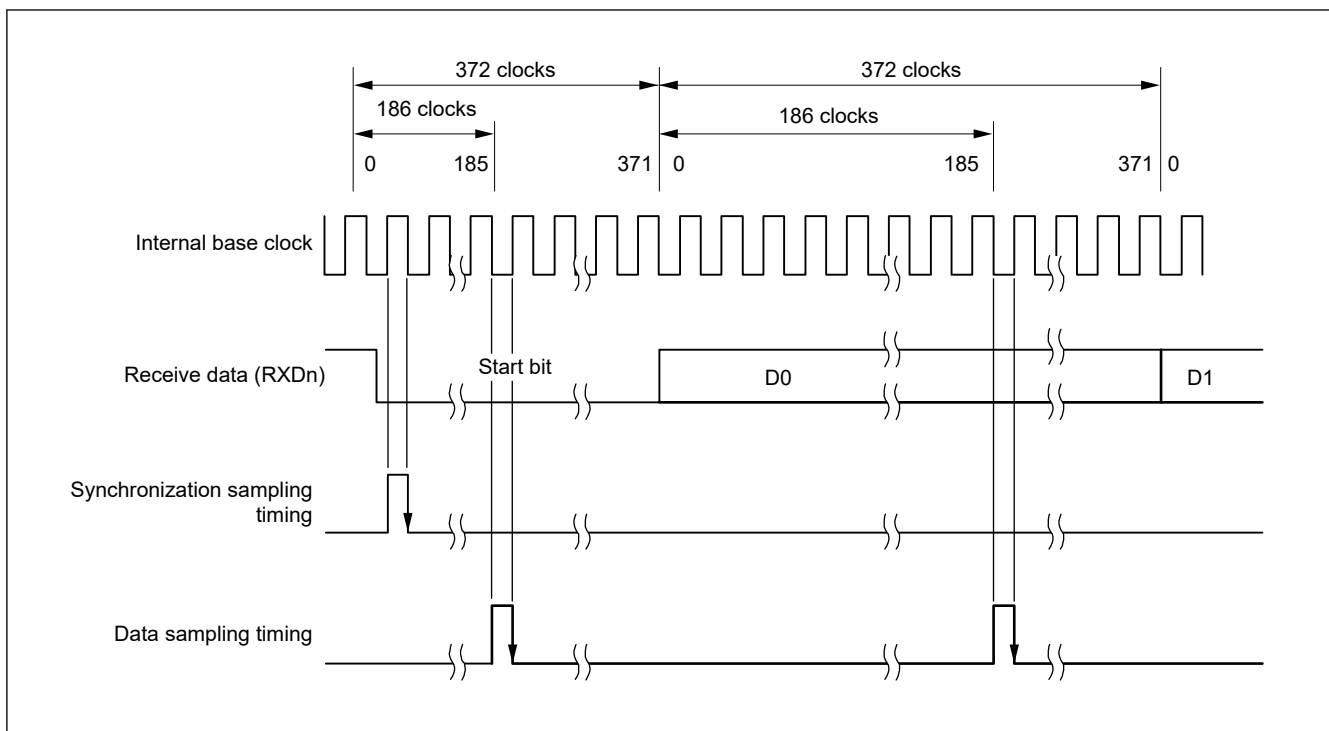 372 clocks 372 clocks
186 clocks 186 clocks
0 185 371 0 185 371 0
Internal base clock
Receive data (RXDn) Start bit D0 D1
Synchronization sampling
timing
Data sampling timing